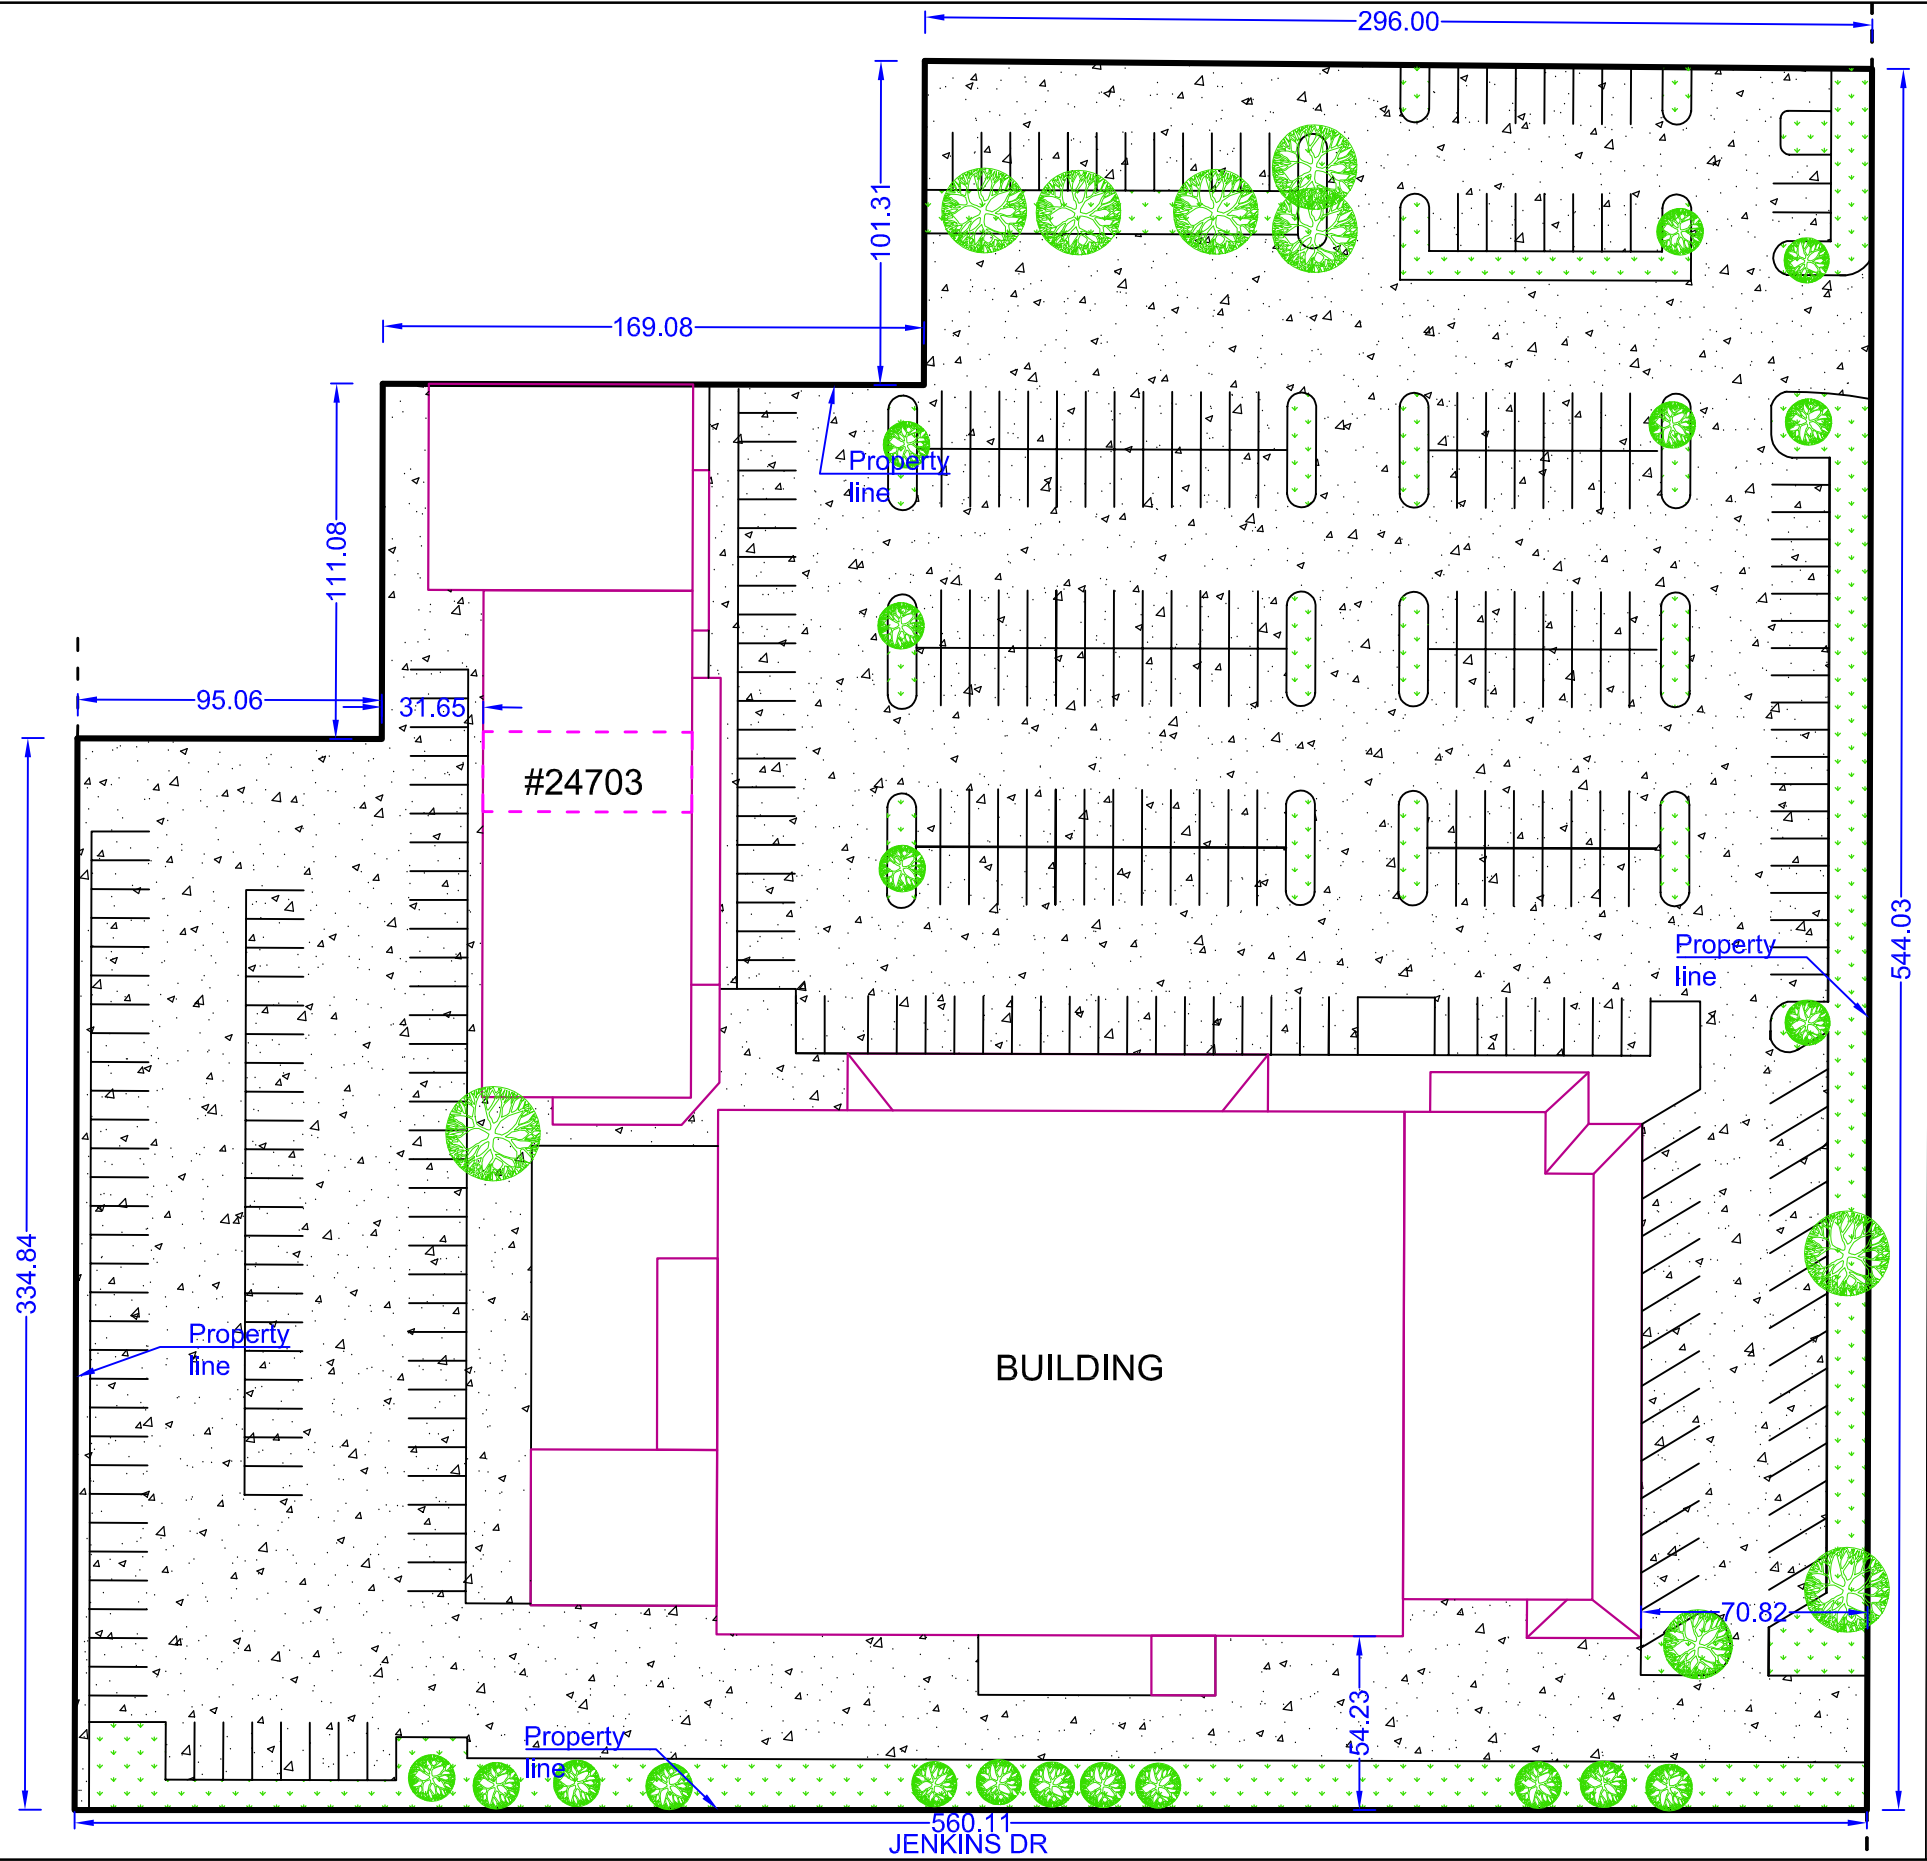 296.00
101.31
169.08
Property
line
111.08
95.06
31.65
#24703
544.03
Property
line
334.84
Property
line
BUILDING
70.82
54.23
Property
line
560.11
JENKINS DR